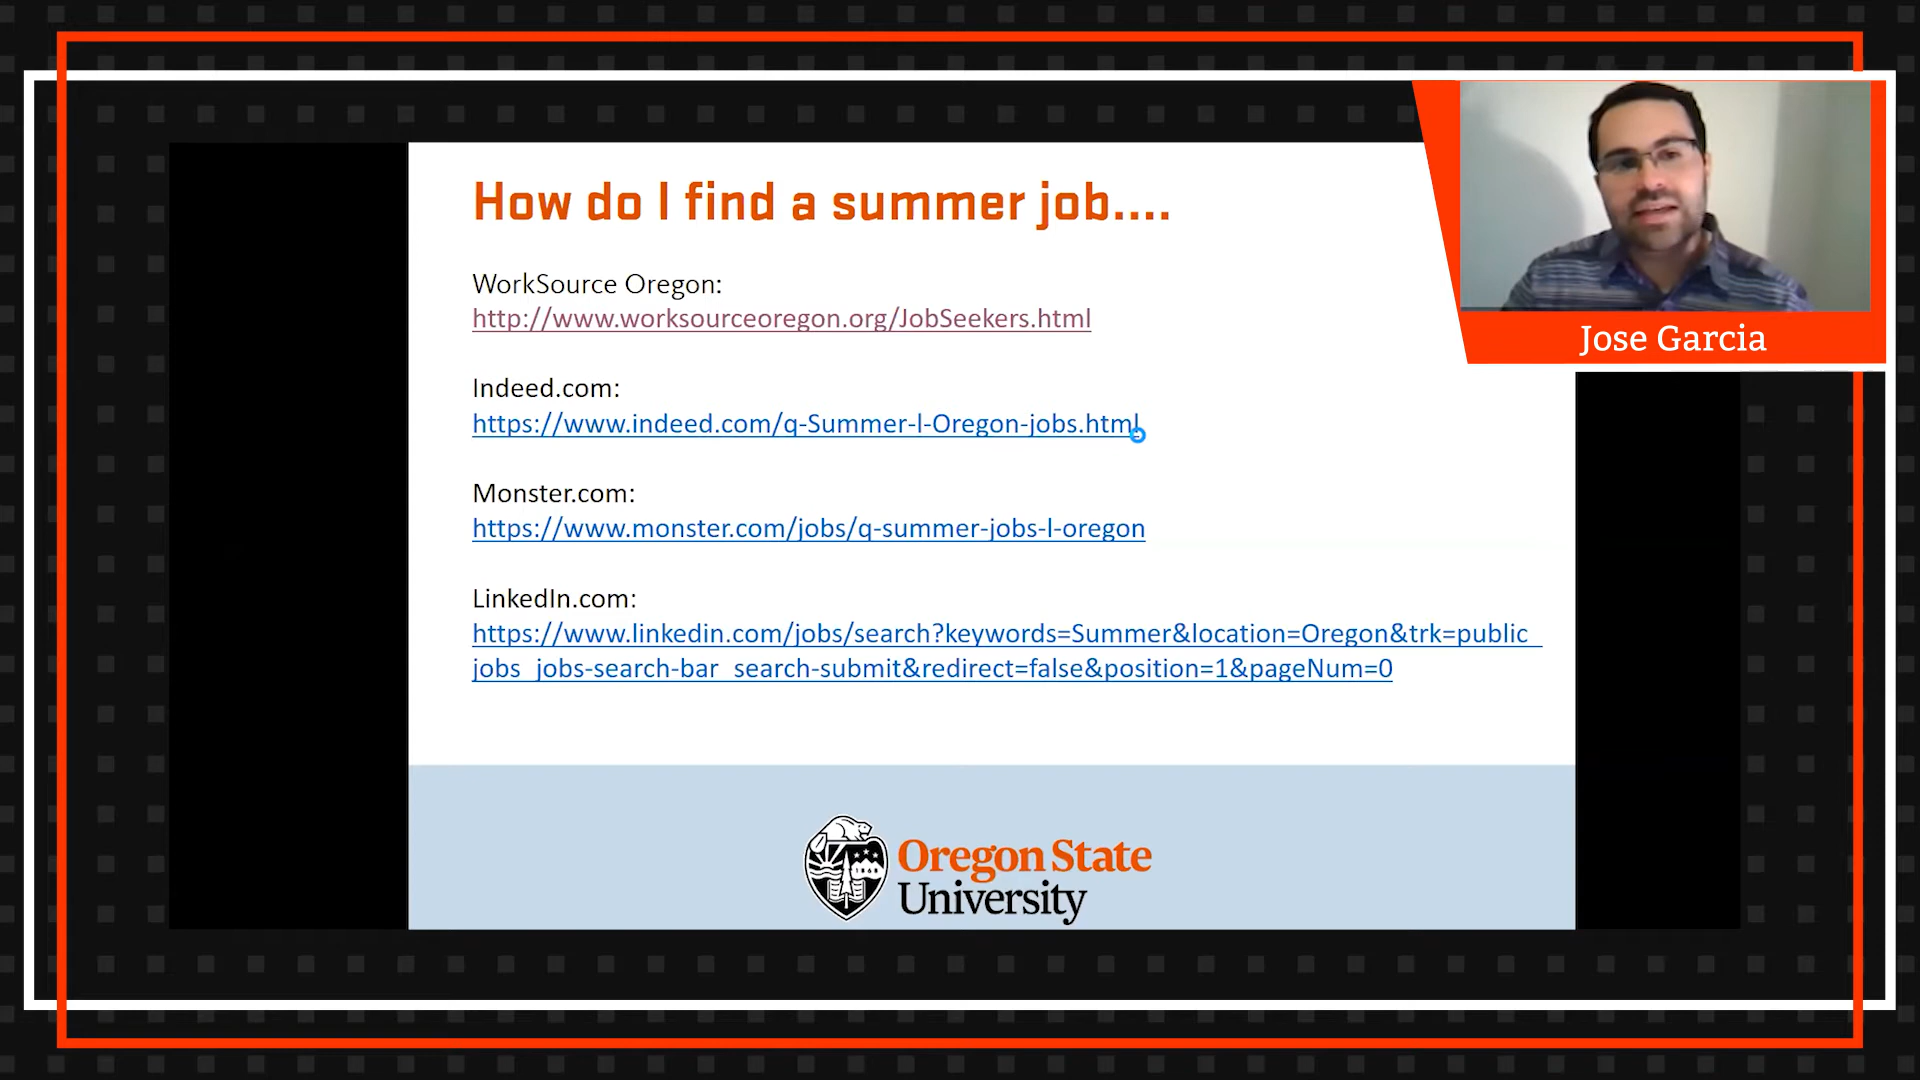 How do I find a summer job....
WorkSource Oregon:
http://www.worksourceoregon.org/JobSeekers.html
Indeed.com:
https://www.indeed.com/q-Summer-l-Oregon-jobs.html
Monster.com:
https://www.monster.com/jobs/q-summer-jobs-l-oregon
LinkedIn.com:
https://www.linkedin.com/jobs/search?keywords=Summer&location=Oregon&trk=public_
jobs_jobs-search-bar_search-submit&redirect=false&position=1&pageNum=0
Jose Garcia
Oregon State
University